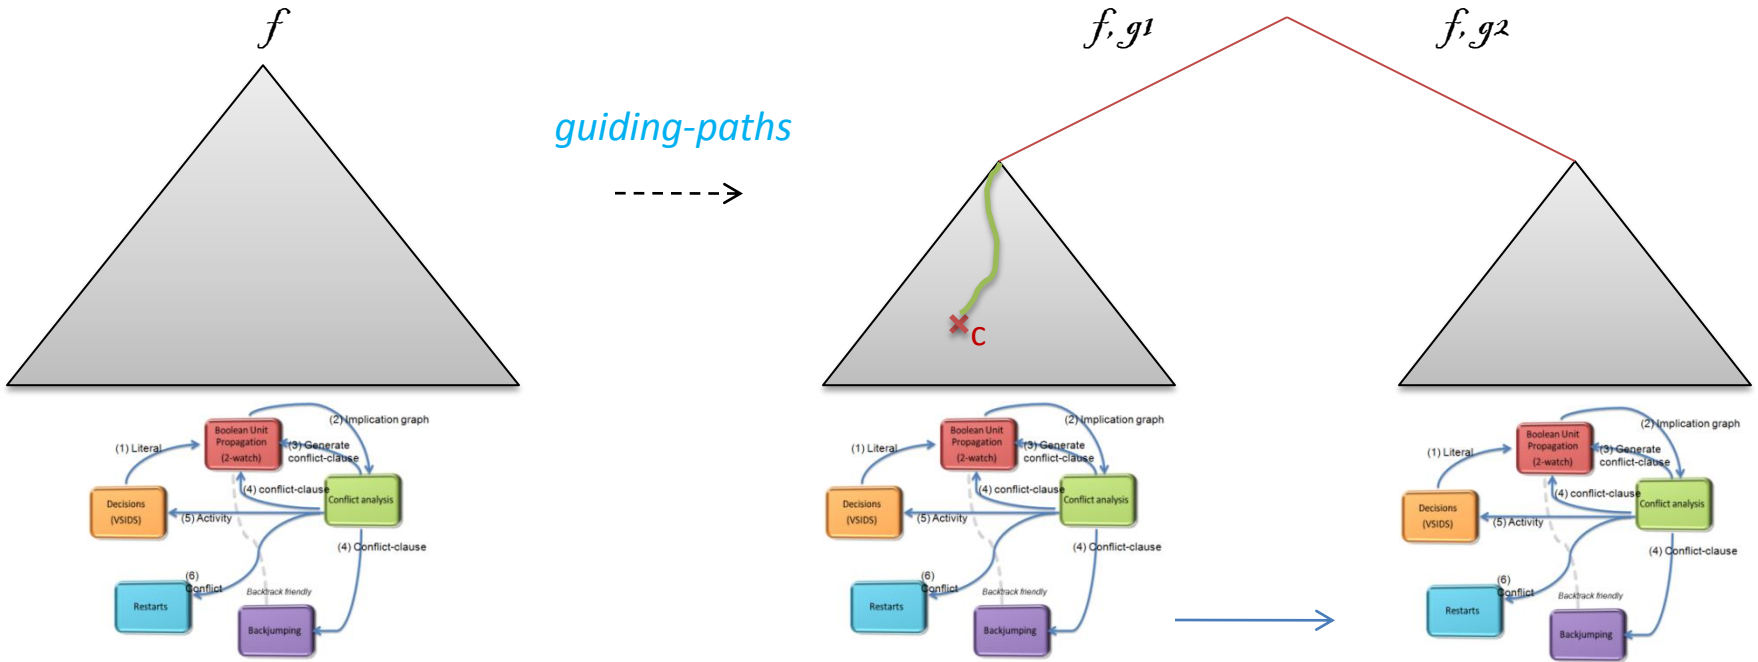 f
f, g1
f, g2
guiding-paths
c
(2) Implication graph
Boolean Unit
Propagation
(2-watch)
(1) Literal
(3) Generate
conflict-clause
(4) conflict-clause
Conflict analysis
Decisions
(VSIDS)
(5) Activity
(4) Conflict-clause
(6)
Conflict
Backtrack friendly
Restarts
Backjumping
(2) Implication graph
Boolean Unit
Propagation
(2-watch)
(1) Literal
(3) Generate
conflict-clause
(4) conflict-clause
Conflict analysis
Decisions
(VSIDS)
(5) Activity
(4) Conflict-clause
(6)
Conflict
Backtrack friendly
Restarts
Backjumping
(2) Implication graph
Boolean Unit
Propagation
(2-watch)
(1) Literal
(3) Generate
conflict-clause
(4) conflict-clause
Conflict analysis
Decisions
(VSIDS)
(5) Activity
(4) Conflict-clause
(6)
Conflict
Backtrack friendly
Restarts
Backjumping